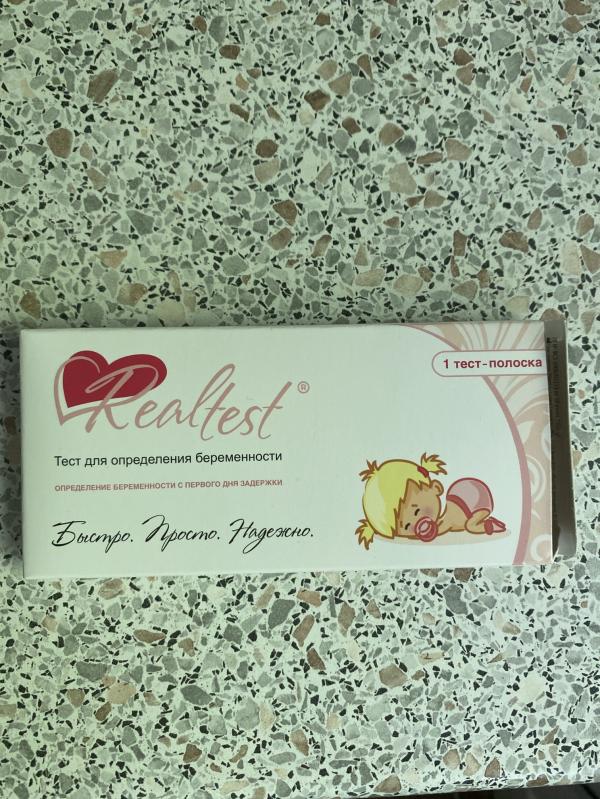 Realtest®
1 тест-полоска
Тест для определения беременности
ОПРЕДЕЛЕНИЕ БЕРЕМЕННОСТИ С ПЕРВОГО ДНЯ ЗАДЕРЖКИ
Быстро. Просто. Надежно.